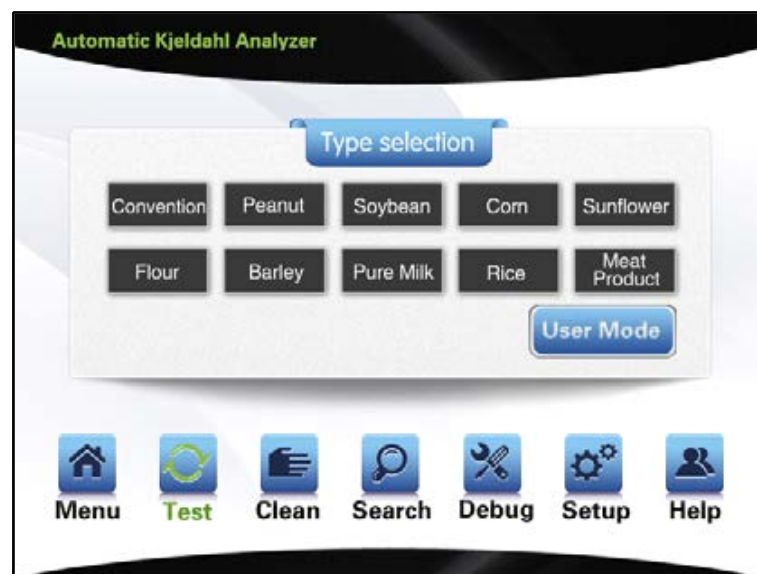 Automatic Kjeldahl Analyzer
Type selection
Convention
Peanut
Soybean
Corn
Sunflower
Flour
Barley
Pure Milk
Rice
Meat
Product
User Mode
Menu
Test
Clean
Search
Debug
Setup
Help